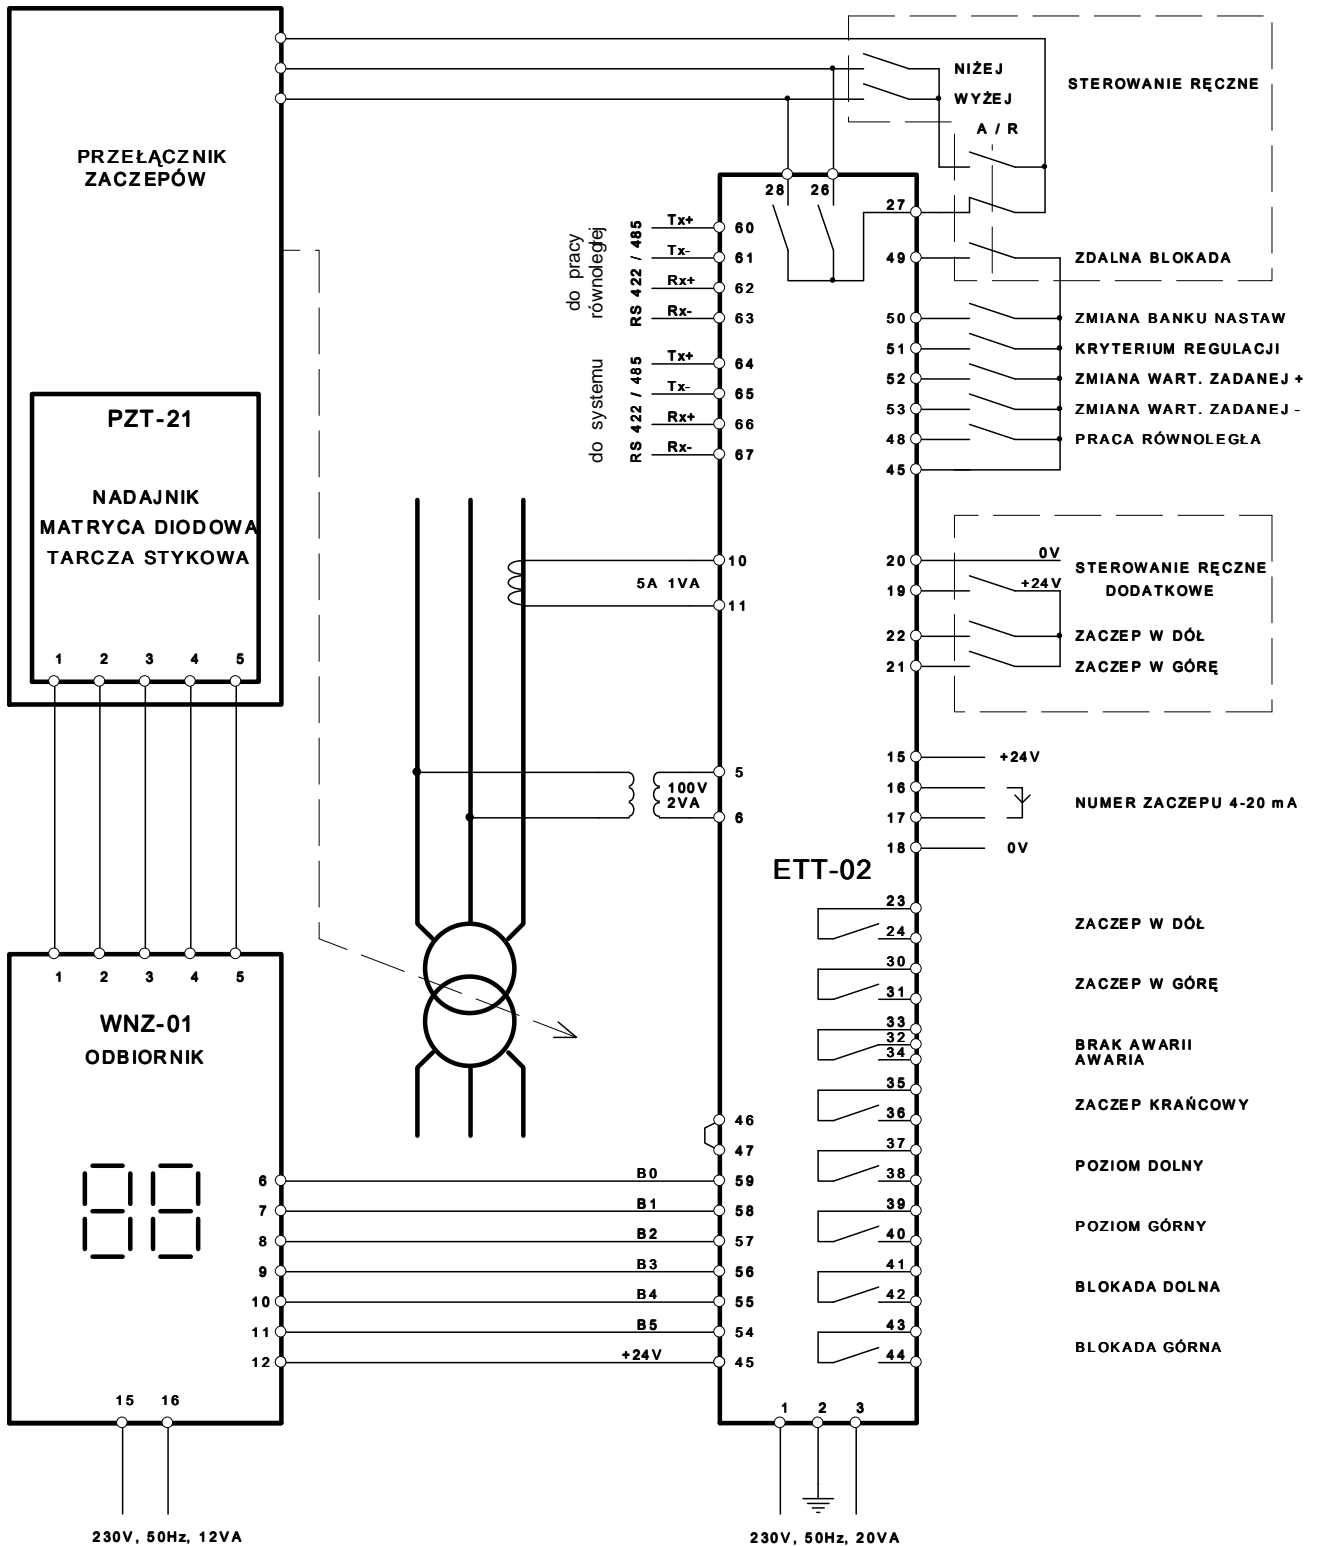 PRZEŁĄCZNIK
ZACZEPÓW
PZT-21
NADAJNIK
MATRYCA DIODOWA
TARCZA STYKOWA
1 2 3 4 5
1 2 3 4 5
WNZ-01
ODBIORNIK
6
7
8
9
10
11
12
15 16
230V, 50Hz, 12VA
B0
B1
B2
B3
B4
B5
+24V
do pracy
równoległej
RS 422 / 485
Tx+
Tx-
Rx+
Rx-
do systemu
RS 422 / 485
Tx+
Tx-
Rx+
Rx-
5A 1VA
100V
2VA
28 26
60
61
62
63
64
65
66
67
10
11
5
6
ETT-02
46
47
59
58
57
56
55
54
45
1 2 3
230V, 50Hz, 20VA
27
49
50
51
52
53
48
45
20
19
22
21
15
16
17
18
23
24
30
31
33
32
34
35
36
37
38
39
40
41
42
43
44
NIŻEJ
WYŻEJ
A / R
STEROWANIE RĘCZNE
ZDALNA BLOKADA
ZMIANA BANKU NASTAW
KRYTERIUM REGULACJI
ZMIANA WART. ZADANEJ +
ZMIANA WART. ZADANEJ -
PRACA RÓWNOLEGŁA
0V
+24V
STEROWANIE RĘCZNE
DODATKOWE
ZACZEP W DÓŁ
ZACZEP W GÓRĘ
+24V
NUMER ZACZEPU 4-20 mA
0V
ZACZEP W DÓŁ
ZACZEP W GÓRĘ
BRAK AWARII
AWARIA
ZACZEP KRAŃCOWY
POZIOM DOLNY
POZIOM GÓRNY
BLOKADA DOLNA
BLOKADA GÓRNA